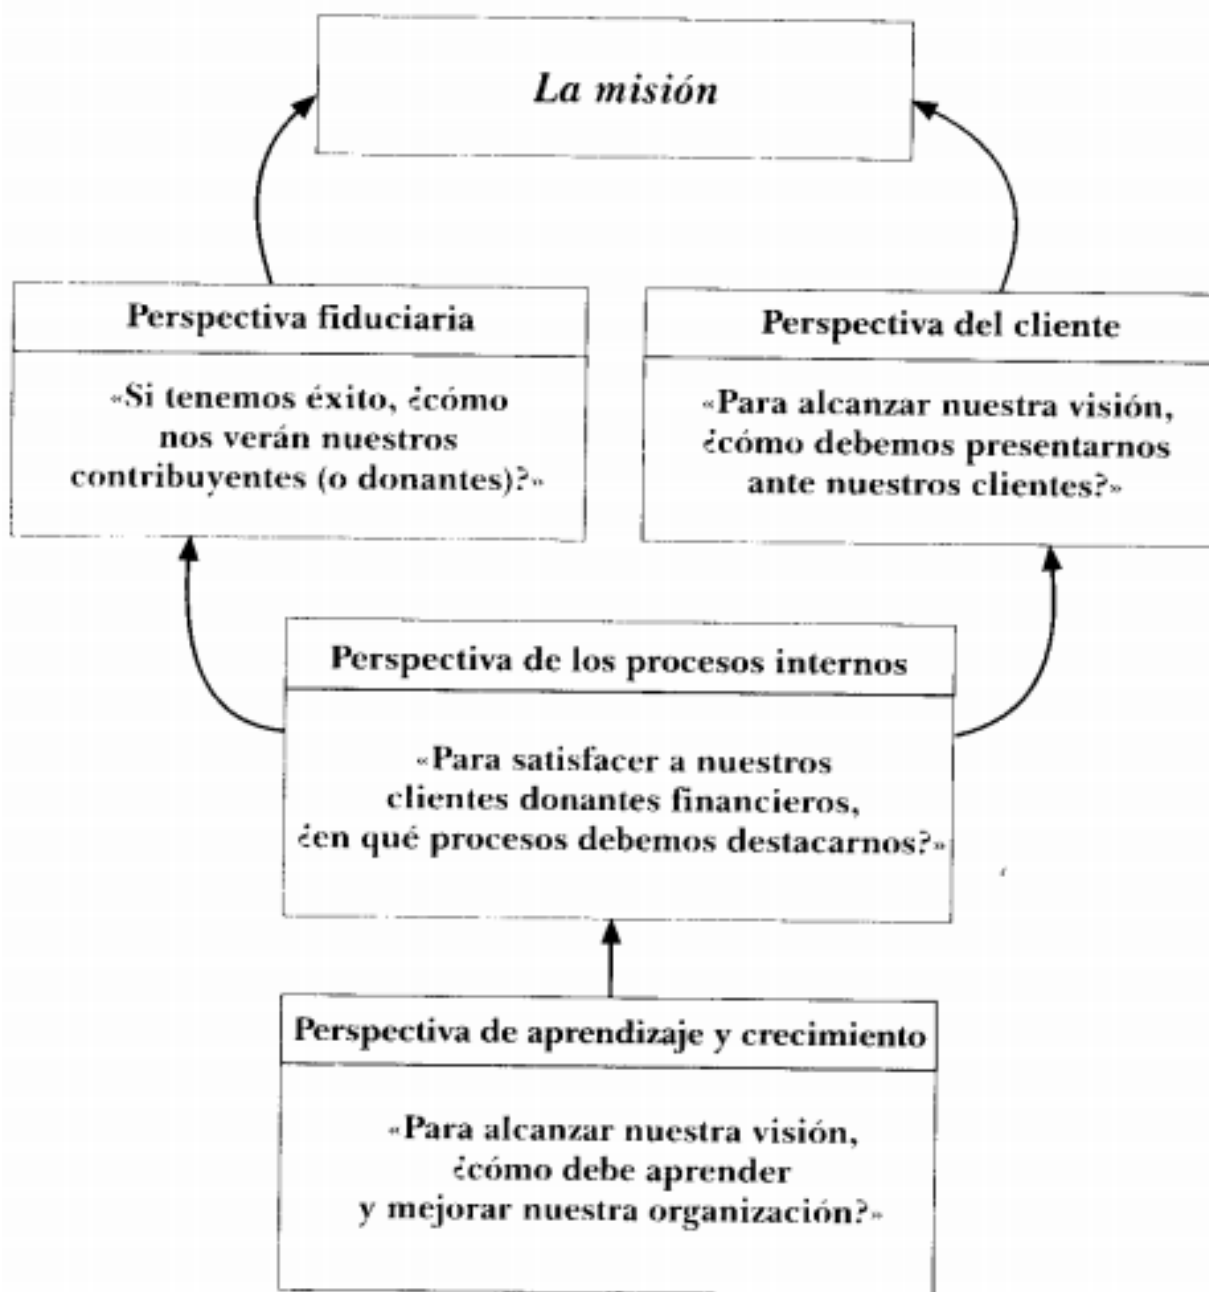 La misión
Perspectiva fiduciaria
«Si tenemos éxito, ¿cómo
nos verán nuestros
contribuyentes (o donantes)?»
Perspectiva del cliente
«Para alcanzar nuestra visión,
¿cómo debemos presentarnos
ante nuestros clientes?»
Perspectiva de los procesos internos
«Para satisfacer a nuestros
clientes donantes financieros,
¿en qué procesos debemos destacarnos?»
Perspectiva de aprendizaje y crecimiento
«Para alcanzar nuestra visión,
¿cómo debe aprender
y mejorar nuestra organización?»